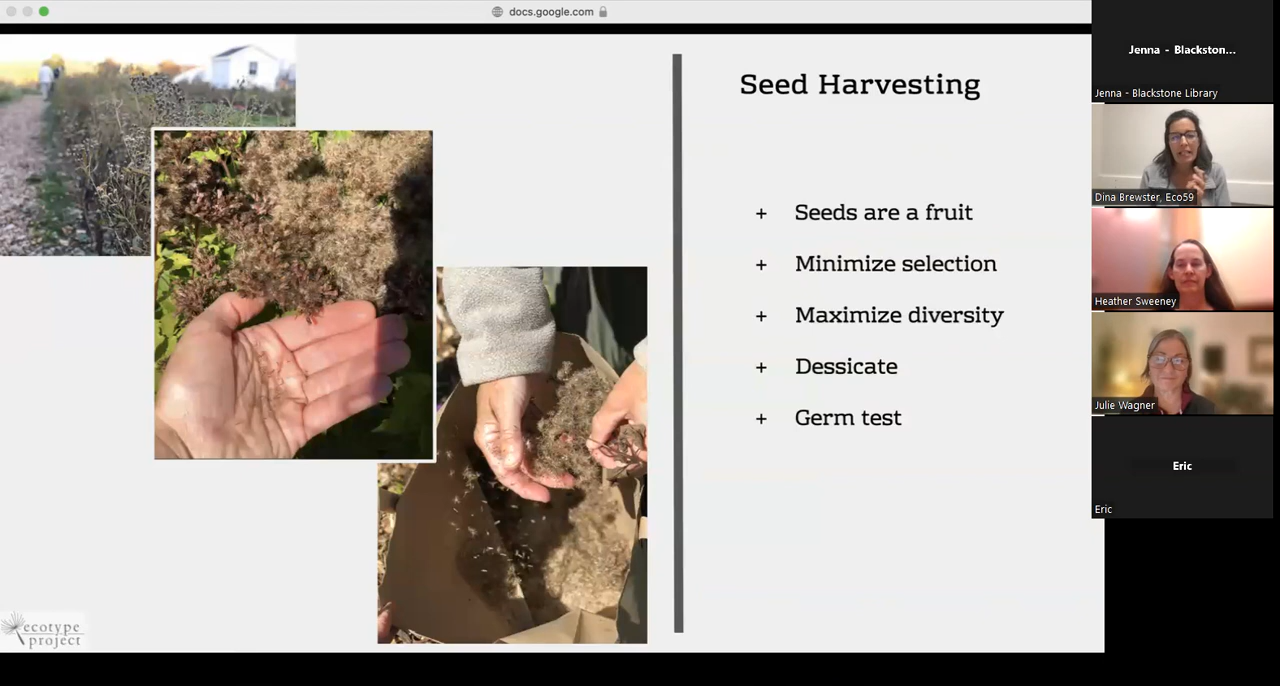 docs.google.com
Seed Harvesting
+ Seeds are a fruit
+ Minimize selection
+ Maximize diversity
+ Dessicate
+ Germ test
ecotype
project
Jenna - Blackston...
Jenna - Blackstone Library
Dina Brewster, Eco59
Heather Sweeney
Julie Wagner
Eric
Eric